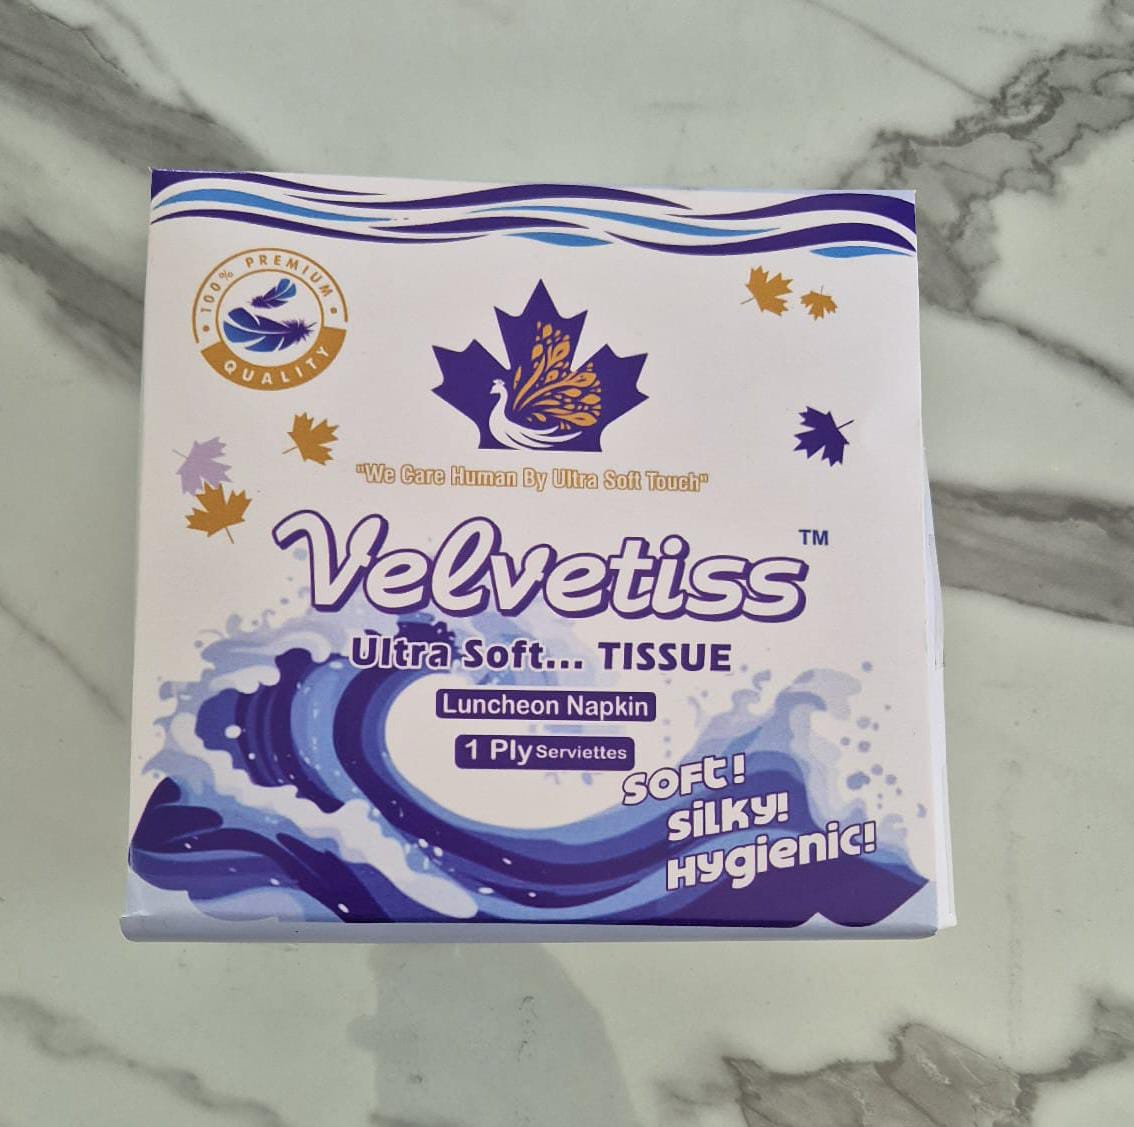 100% PREMIUM
QUALITY
"We Care Human By Ultra Soft Touch"
Velvetiss TM
Ultra Soft... TISSUE
Luncheon Napkin
1 Ply Serviettes
SOFt!
SiLKy!
Hygienic!